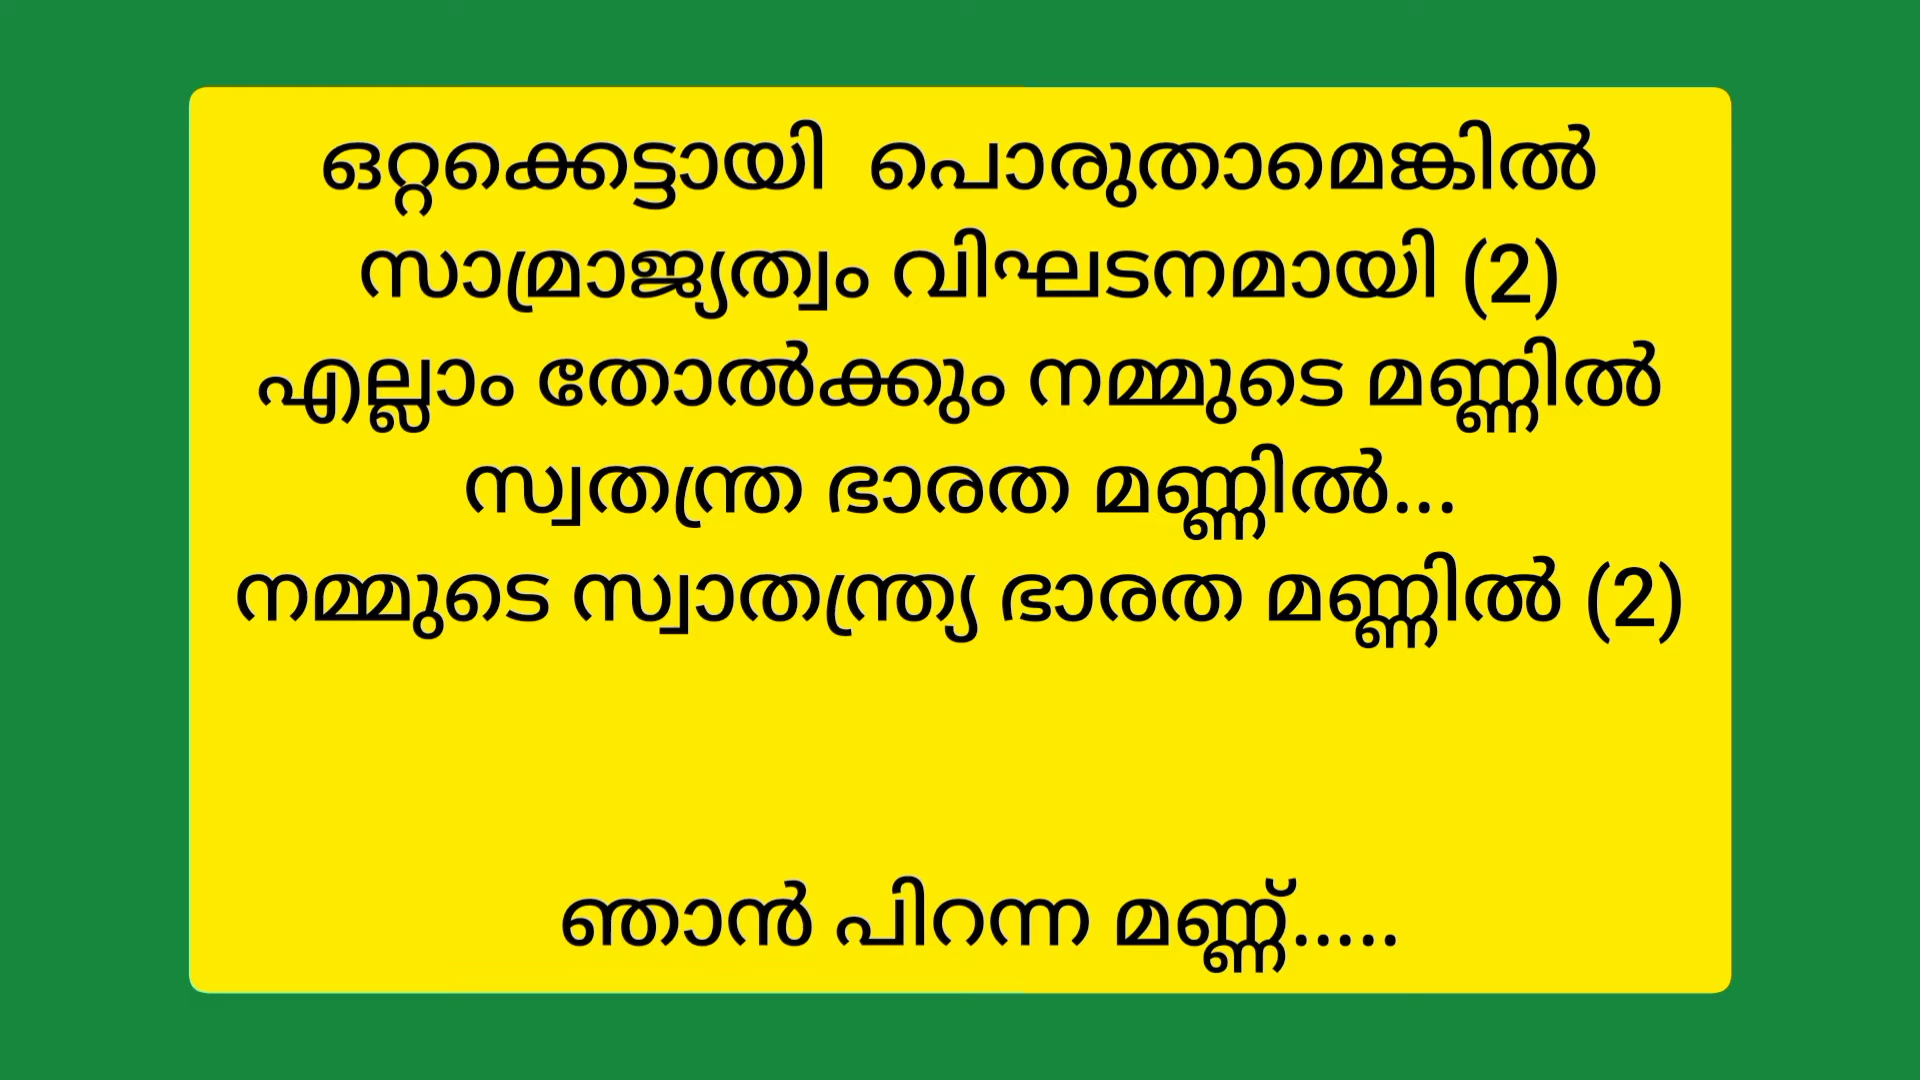 ഒറ്റക്കെട്ടായി പൊരുതാമെങ്കിൽ
സാമ്രാജ്യത്വം വിഘടനമായി (2)
എല്ലാം തോൽക്കും നമ്മുടെ മണ്ണിൽ
സ്വതന്ത്ര ഭാരത മണ്ണിൽ...
നമ്മുടെ സ്വാതന്ത്ര്യ ഭാരത മണ്ണിൽ (2)
ഞാൻ പിറന്ന മണ്ണ്.....